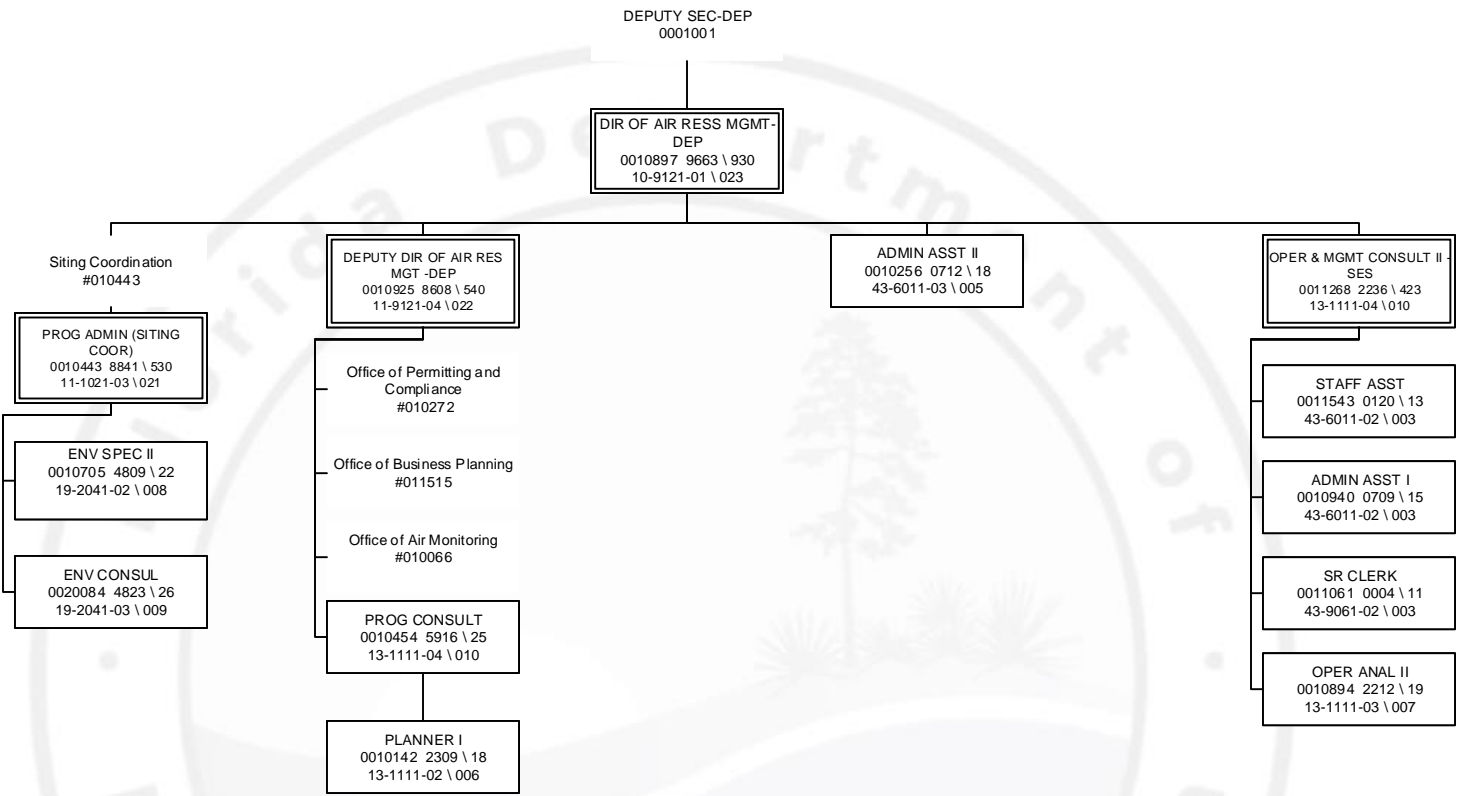 DEPUTY SEC-DEP
0001001
DIR OF AIR RESS MGMT-
DEP
0010897 9663 \ 930
10-9121-01 \ 023
Siting Coordination
#010443
PROG ADMIN (SITING
COOR)
0010443 8841 \ 530
11-1021-03 \ 021
ENV SPEC II
0010705 4809 \ 22
19-2041-02 \ 008
ENV CONSUL
0020084 4823 \ 26
19-2041-03 \ 009
DEPUTY DIR OF AIR RES
MGT -DEP
0010925 8608 \ 540
11-9121-04 \ 022
Office of Permitting and
Compliance
#010272
Office of Business Planning
#011515
Office of Air Monitoring
#010066
PROG CONSULT
0010454 5916 \ 25
13-1111-04 \ 010
PLANNER I
0010142 2309 \ 18
13-1111-02 \ 006
ADMIN ASST II
0010256 0712 \ 18
43-6011-03 \ 005
OPER & MGMT CONSULT II -
SES
0011268 2236 \ 423
13-1111-04 \ 010
STAFF ASST
0011543 0120 \ 13
43-6011-02 \ 003
ADMIN ASST I
0010940 0709 \ 15
43-6011-02 \ 003
SR CLERK
0011061 0004 \ 11
43-9061-02 \ 003
OPER ANAL II
0010894 2212 \ 19
13-1111-03 \ 007